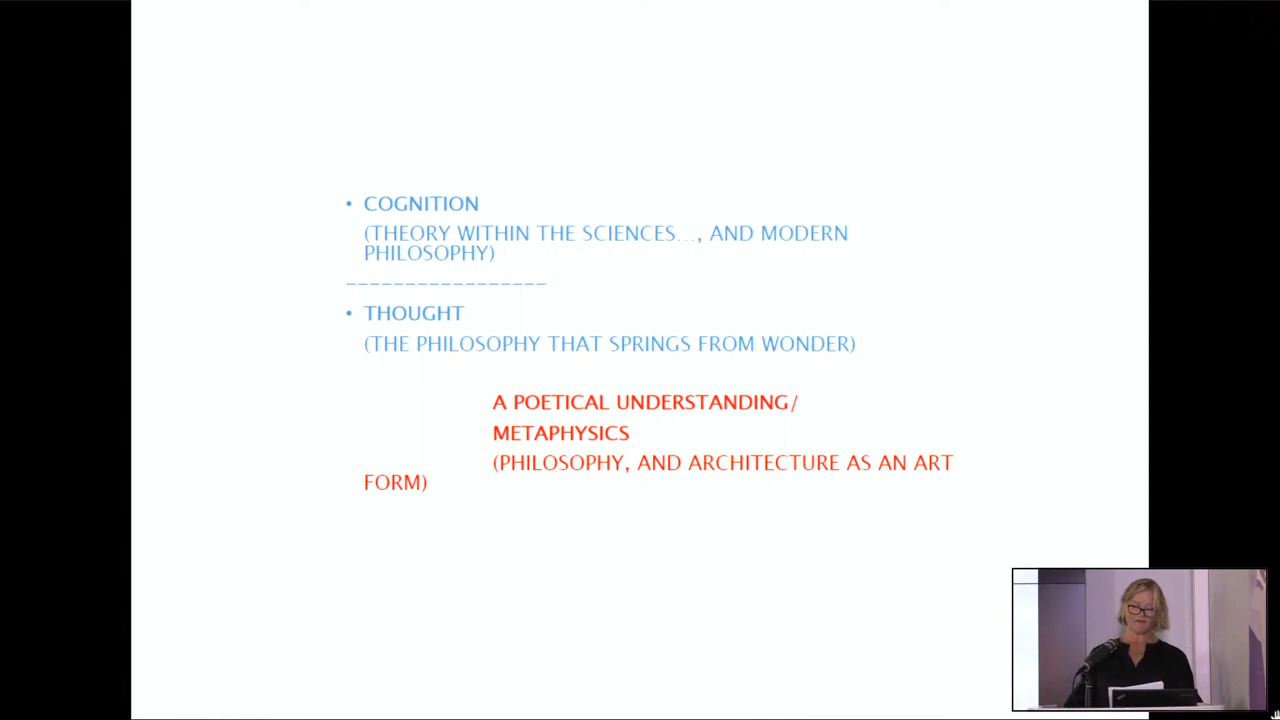 • COGNITION
(THEORY WITHIN THE SCIENCES..., AND MODERN
PHILOSOPHY)
-----------------
• THOUGHT
(THE PHILOSOPHY THAT SPRINGS FROM WONDER)
A POETICAL UNDERSTANDING/
METAPHYSICS
(PHILOSOPHY, AND ARCHITECTURE AS AN ART
FORM)